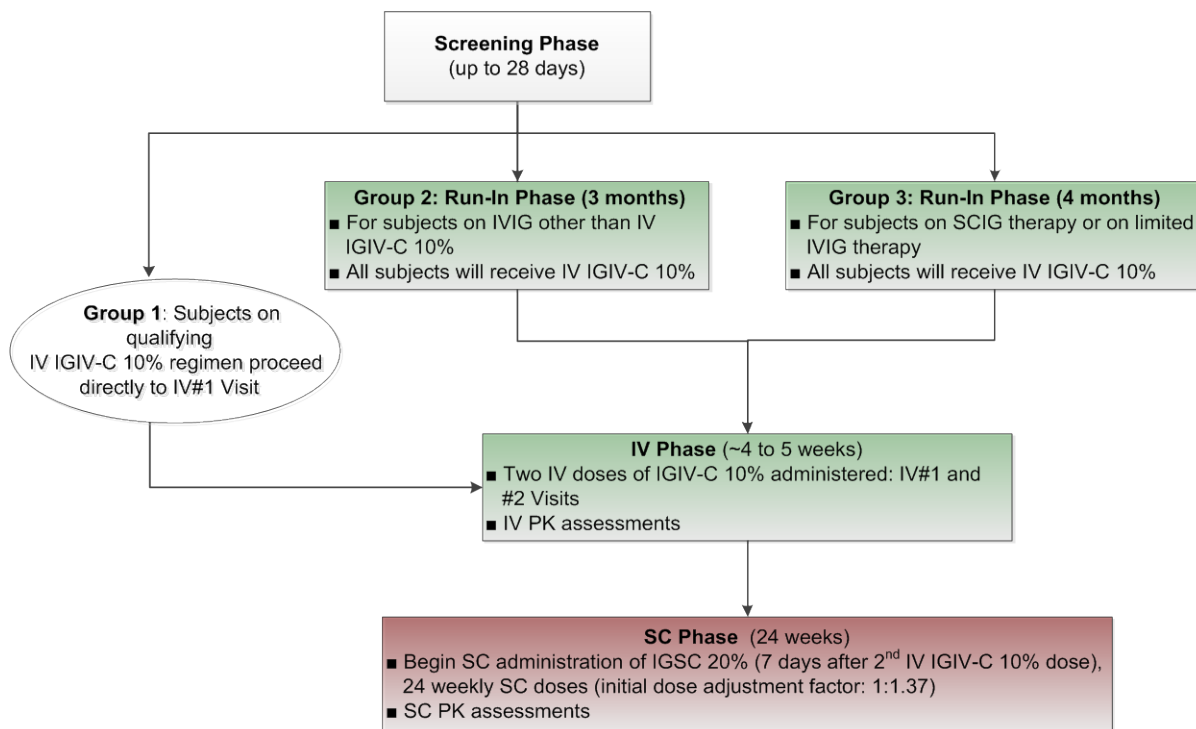 Screening Phase
(up to 28 days)
Group 2: Run-In Phase (3 months)
■ For subjects on IVIG other than IV
IGIV-C 10%
■ All subjects will receive IV IGIV-C 10%
Group 3: Run-In Phase (4 months)
■ For subjects on SCIG therapy or on limited
IVIG therapy
■ All subjects will receive IV IGIV-C 10%
Group 1: Subjects on
qualifying
IV IGIV-C 10% regimen proceed
directly to IV#1 Visit
IV Phase (~4 to 5 weeks)
■ Two IV doses of IGIV-C 10% administered: IV#1 and
#2 Visits
■ IV PK assessments
SC Phase (24 weeks)
■ Begin SC administration of IGSC 20% (7 days after 2nd IV IGIV-C 10% dose),
24 weekly SC doses (initial dose adjustment factor: 1:1.37)
■ SC PK assessments